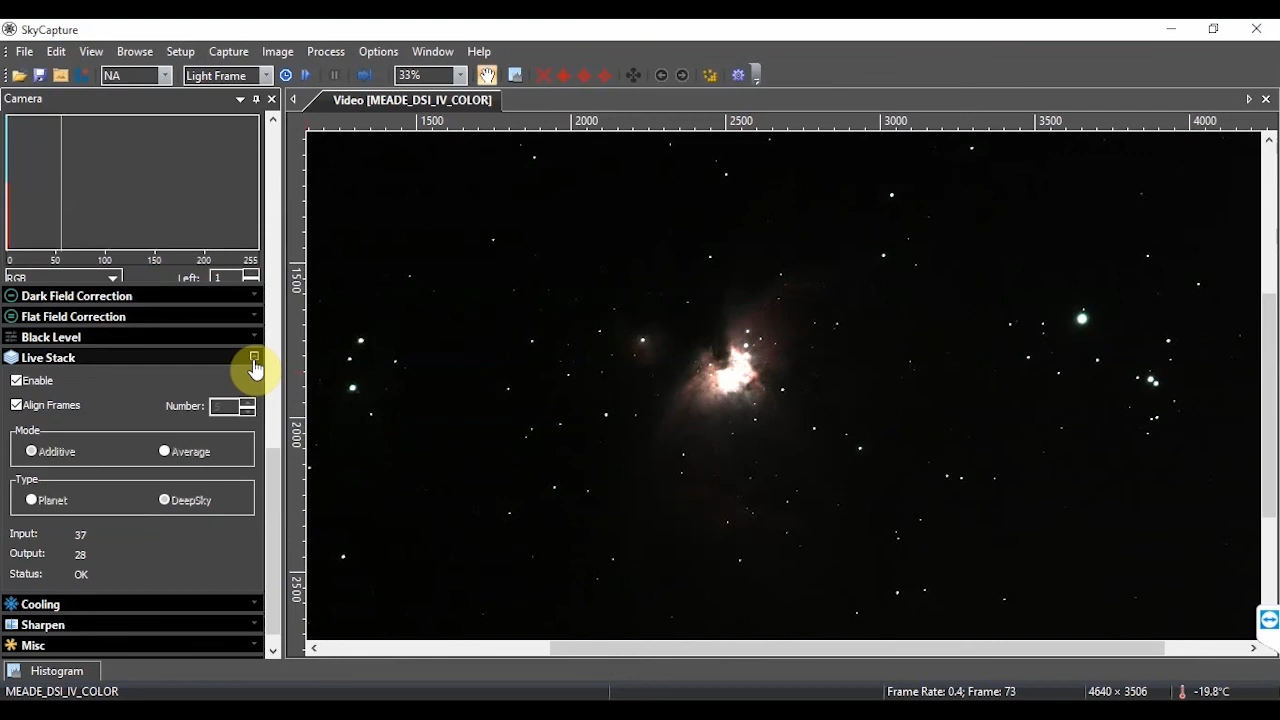 SkyCapture
File Edit View Browse Setup Capture Image Process Options Window Help
NA Light Frame 33%
Camera
Video [MEADE_DSI_IV_COLOR]
1500 2000 2500 3000 3500 4000
1500
2000
2500
0 50 100 150 200 255
RGB Left: 1
Dark Field Correction
Flat Field Correction
Black Level
Live Stack
Enable
Align Frames Number: 5
Mode
Additive Average
Type
Planet DeepSky
Input: 37
Output: 28
Status: OK
Cooling
Sharpen
Misc
Histogram
MEADE_DSI_IV_COLOR Frame Rate: 0.4; Frame: 73 4640 × 3506 -19.8°C